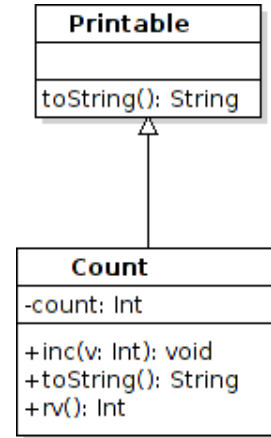 Printable
toString(): String
Count
-count: Int
+inc(v: Int): void
+toString(): String
+rv(): Int